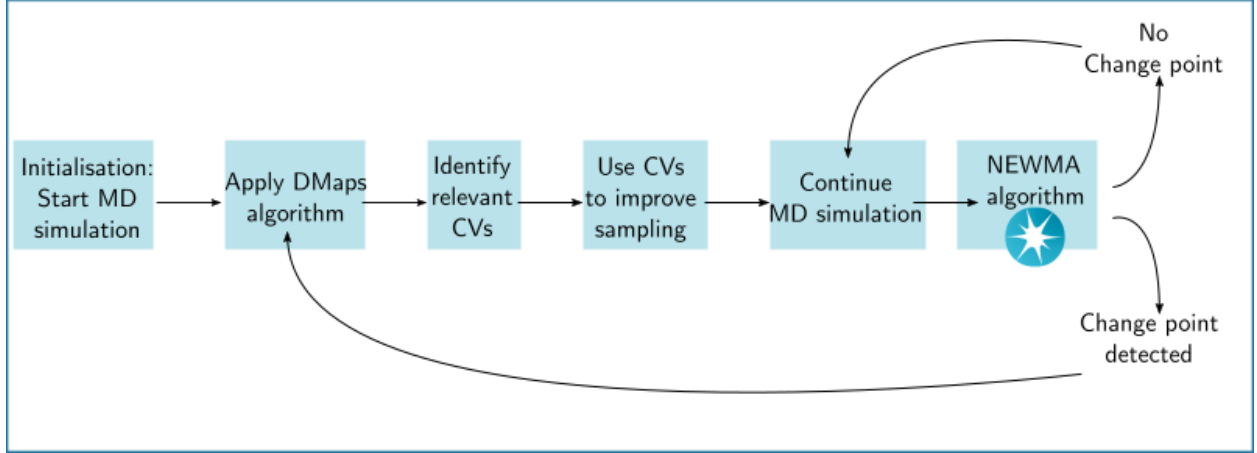 Initialisation:
Start MD
simulation
Apply DMaps
algorithm
Identify
relevant
CVs
Use CVs
to improve
sampling
Continue
MD simulation
NEWMA
algorithm
No
Change point
Change point
detected